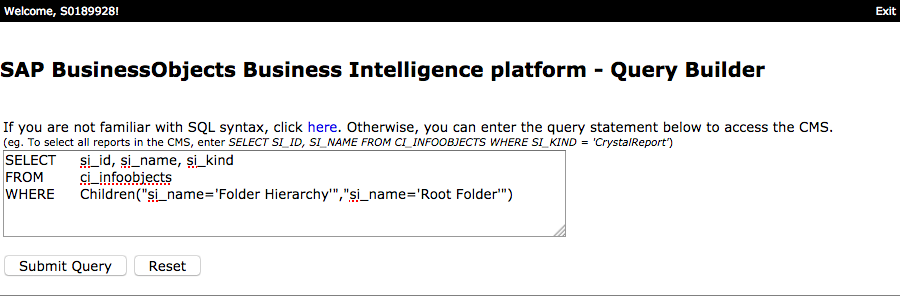 Welcome, S0189928! Exit
SAP BusinessObjects Business Intelligence platform - Query Builder
If you are not familiar with SQL syntax, click here. Otherwise, you can enter the query statement below to access the CMS.
(eg. To select all reports in the CMS, enter SELECT SI_ID, SI_NAME FROM CI_INFOOBJECTS WHERE SI_KIND = 'CrystalReport')
SELECT si_id, si_name, si_kind
FROM ci_infoobjects
WHERE Children("si_name='Folder Hierarchy'","si_name='Root Folder'")
Submit Query Reset